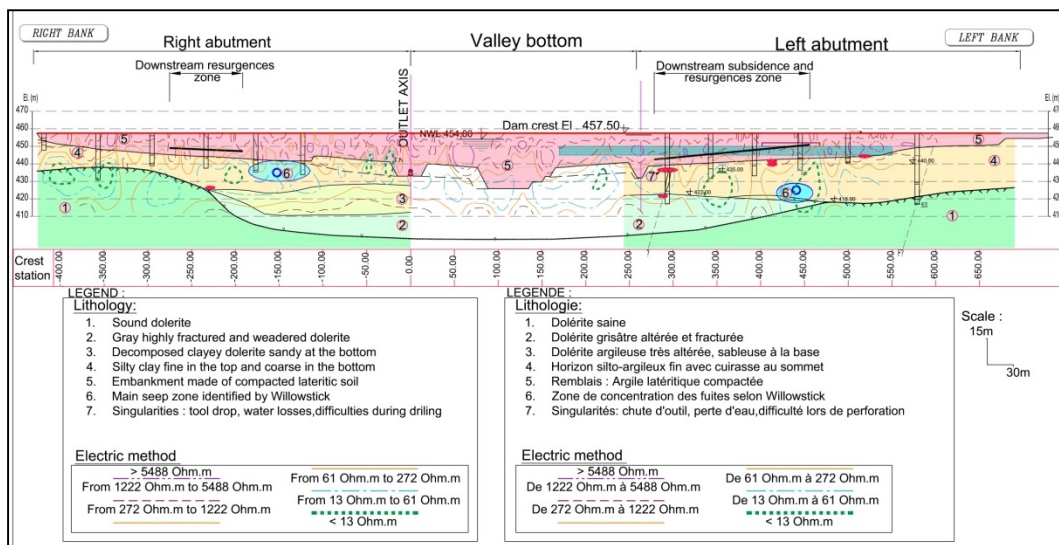 RIGHT BANK
LEFT BANK
Right abutment
Valley bottom
Left abutment
Downstream resurgences
zone
Downstream subsidence and
resurgences zone
OUTLET AXIS
El. (m)
El. (m)
NWL 454,00
Dam crest El . 457.50
470
460
450
440
430
420
410
5
4
1
6
3
2
5
7
2
6
5
4
1
Crest
station
-400.00
-350.00
-300.00
-250.00
-200.00
-150.00
-100.00
-50.00
0.00
50.00
100.00
150.00
200.00
250.00
300.00
350.00
400.00
450.00
500.00
550.00
600.00
650.00
LEGEND :
Lithology:
1. Sound dolerite
2. Gray highly fractured and weadered dolerite
3. Decomposed clayey dolerite sandy at the bottom
4. Silty clay fine in the top and coarse in the bottom
5. Embankment made of compacted lateritic soil
6. Main seep zone identified by Willowstick
7. Singularities : tool drop, water losses,difficulties during driling
Electric method
> 5488 Ohm.m
From 1222 Ohm.m to 5488 Ohm.m
From 272 Ohm.m to 1222 Ohm.m
From 61 Ohm.m to 272 Ohm.m
From 13 Ohm.m to 61 Ohm.m
< 13 Ohm.m
LEGENDE :
Lithologie:
1. Dolérite saine
2. Dolérite grisâtre altérée et fracturée
3. Dolérite argileuse très altérée, sableuse à la base
4. Horizon silto-argileux fin avec cuirasse au sommet
5. Remblais : Argile latéritique compactée
6. Zone de concentration des fuites selon Willowstick
7. Singularités: chute d'outil, perte d'eau,difficulté lors de perforation
Electric method
> 5488 Ohm.m
De 1222 Ohm.m à 5488 Ohm.m
De 272 Ohm.m à 1222 Ohm.m
De 61 Ohm.m à 272 Ohm.m
De 13 Ohm.m à 61 Ohm.m
< 13 Ohm.m
Scale :
15m
30m